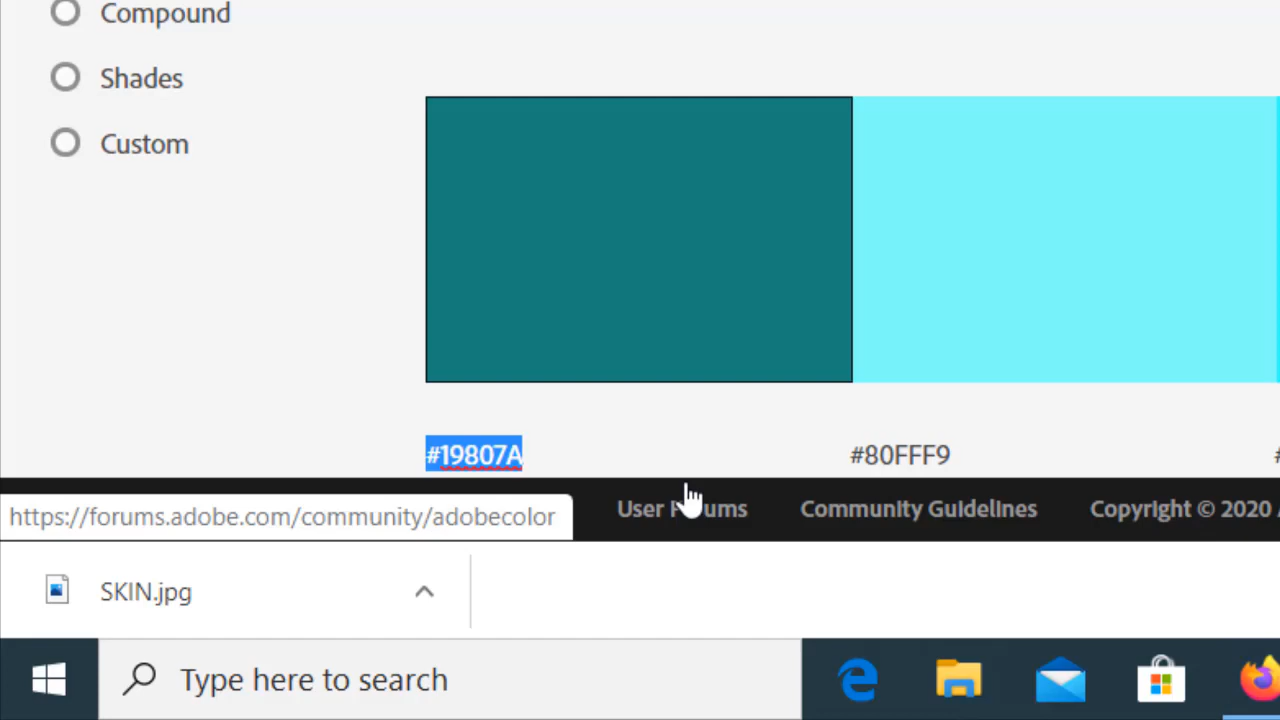 Compound
Shades
Custom
#19807A
#80FFF9
#
https://forums.adobe.com/community/adobecolor
User Forums
Community Guidelines
Copyright © 2020
SKIN.jpg
Type here to search